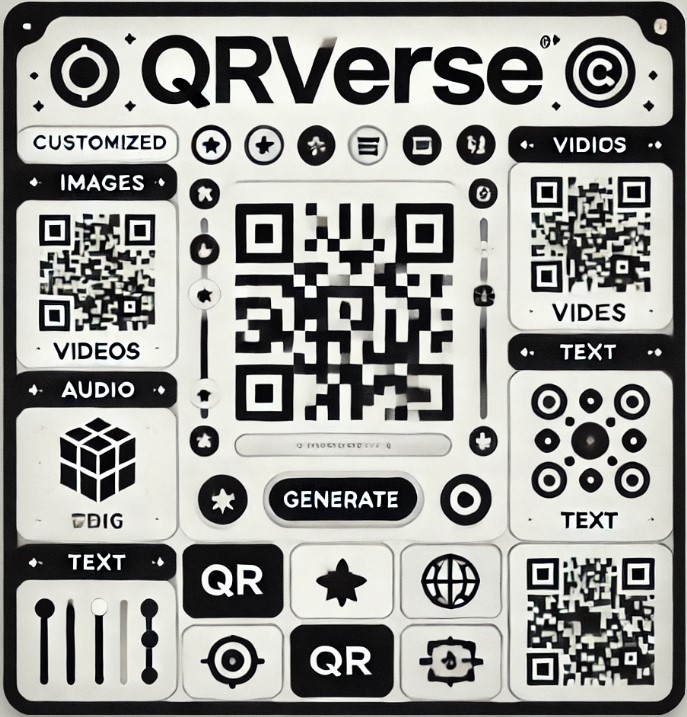 QRVerse
CUSTOMIZED
IMAGES
VIDEOS
AUDIO
TEXT
GENERATE
QR
QR
VIDIOS
VIDES
TEXT
TEXT